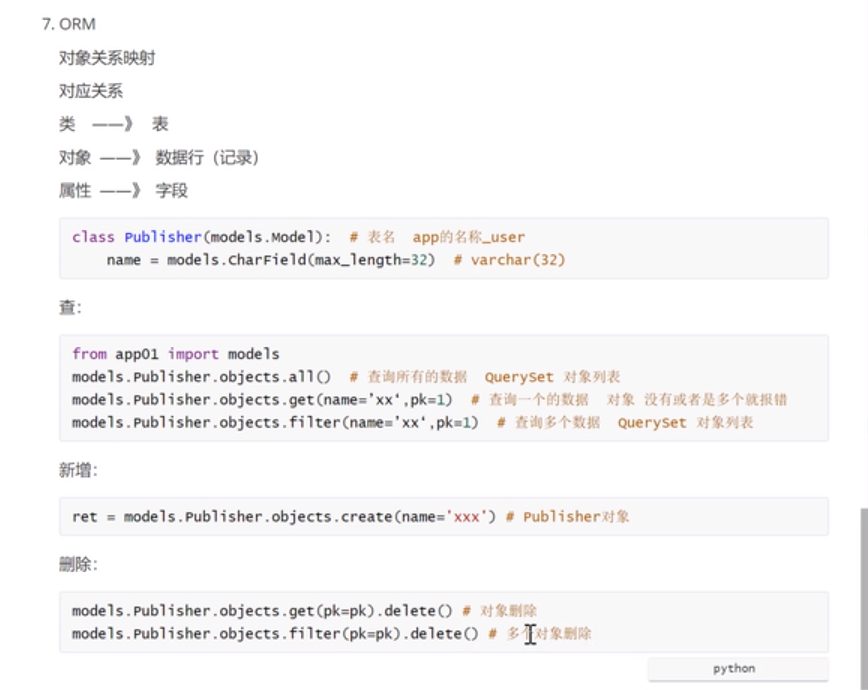 7. ORM
对象关系映射
对应关系
类 ——》 表
对象 ——》 数据行（记录）
属性 ——》 字段
class Publisher(models.Model):  # 表名  app的名称_user
    name = models.CharField(max_length=32)  # varchar(32)
查：
from app01 import models
models.Publisher.objects.all()  # 查询所有的数据  QuerySet 对象列表
models.Publisher.objects.get(name='xx‘,pk=1)  # 查询一个的数据  对象 没有或者是多个就报错
models.Publisher.objects.filter(name='xx‘,pk=1)  # 查询多个数据  QuerySet 对象列表
新增：
ret = models.Publisher.objects.create(name='xxx') # Publisher对象
删除：
models.Publisher.objects.get(pk=pk).delete() # 对象删除
models.Publisher.objects.filter(pk=pk).delete() # 多个对象删除
python